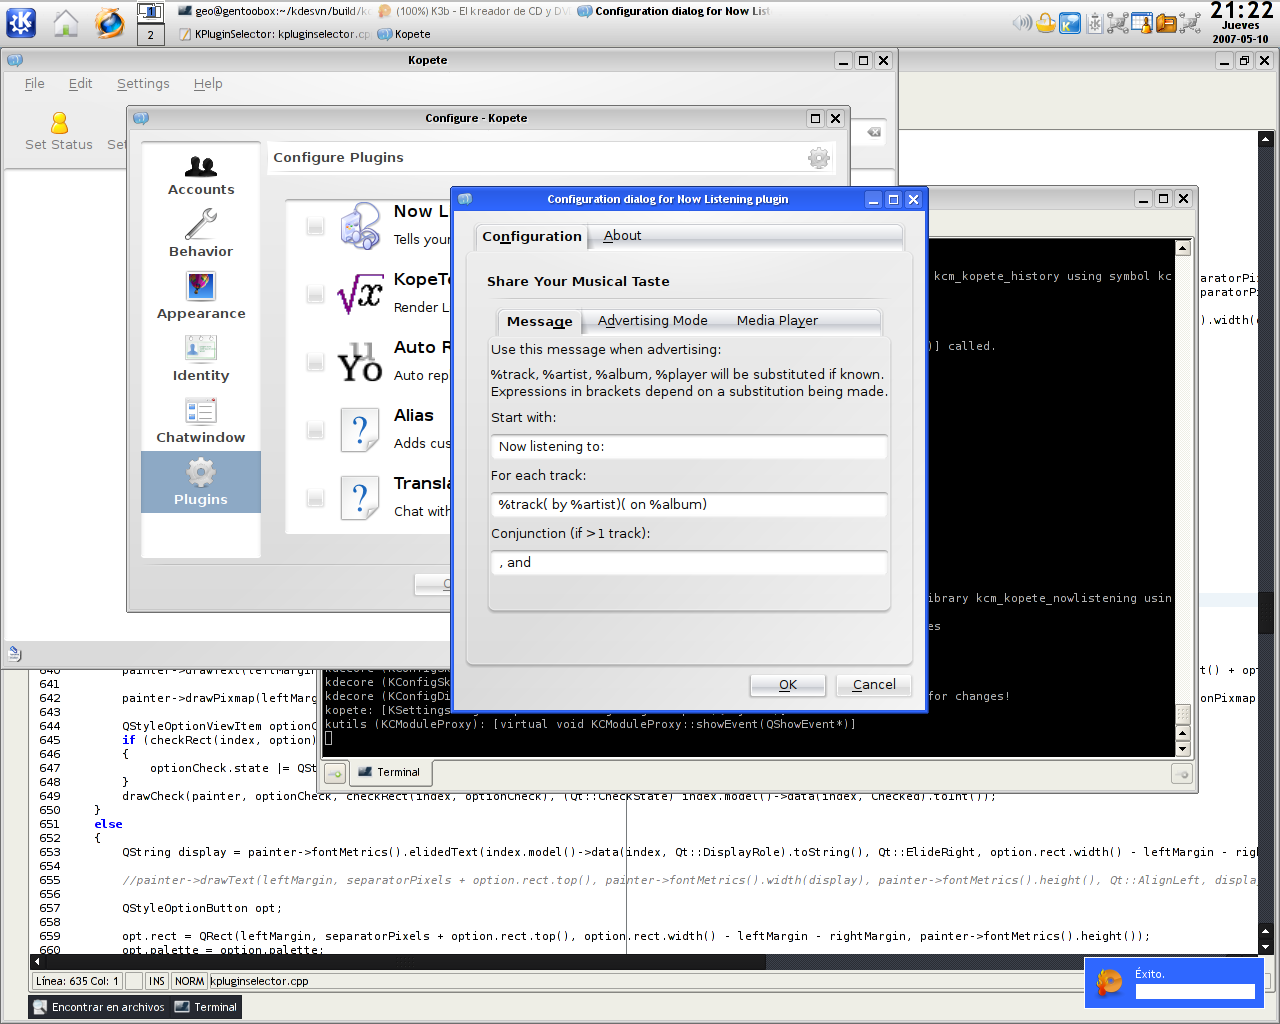 geo@gentoobox:~/kdesvn/build/k
(100%) K3b - El kreador de CD y DV
Configuration dialog for Now List
KPluginSelector: kpluginselector.cp
Kopete
1
2
21:22
Jueves
2007-05-10
Kopete
File Edit Settings Help
Set Status
Configure - Kopete
Configure Plugins
Accounts
Behavior
Appearance
Identity
Chatwindow
Plugins
Now L
Tells your
KopeTe
Render L
Auto R
Auto rep
Alias
Adds cus
Transla
Chat with
Configuration dialog for Now Listening plugin
Configuration About
Share Your Musical Taste
Message Advertising Mode Media Player
Use this message when advertising:
%track, %artist, %album, %player will be substituted if known.
Expressions in brackets depend on a substitution being made.
Start with:
Now listening to:
For each track:
%track( by %artist)( on %album)
Conjunction (if >1 track):
, and
OK Cancel
kcm_kopete_history using symbol kc
)] called.
ibrary kcm_kopete_nowlistening usin
es
kdecore (KConfigSk
kdecore (KConfigDi
for changes!
kopete: [KSettings
kutils (KCModuleProxy): [virtual void KCModuleProxy::showEvent(QShowEvent*)]
Terminal
aratorPi
paratorP
).width(
640 painter->drawText(leftMargin
t() + opt
641
642 painter->drawPixmap(leftMarg
onPixmap
643
644 QStyleOptionViewItem optionC
645 if (checkRect(index, option)
646 {
647 optionCheck.state |= QSt
648 }
649 drawCheck(painter, optionCheck, checkRect(index, optionCheck), (Qt::CheckState) index.model()->data(index, Checked).toInt());
650 }
651 else
652 {
653 QString display = painter->fontMetrics().elidedText(index.model()->data(index, Qt::DisplayRole).toString(), Qt::ElideRight, option.rect.width() - leftMargin - righ
654
655 //painter->drawText(leftMargin, separatorPixels + option.rect.top(), painter->fontMetrics().width(display), painter->fontMetrics().height(), Qt::AlignLeft, displa
656
657 QStyleOptionButton opt;
658
659 opt.rect = QRect(leftMargin, separatorPixels + option.rect.top(), option.rect.width() - leftMargin - rightMargin, painter->fontMetrics().height());
660 opt.palette = option.palette;
Línea: 635 Col: 1 INS NORM kpluginselector.cpp
Encontrar en archivos Terminal
Éxito.